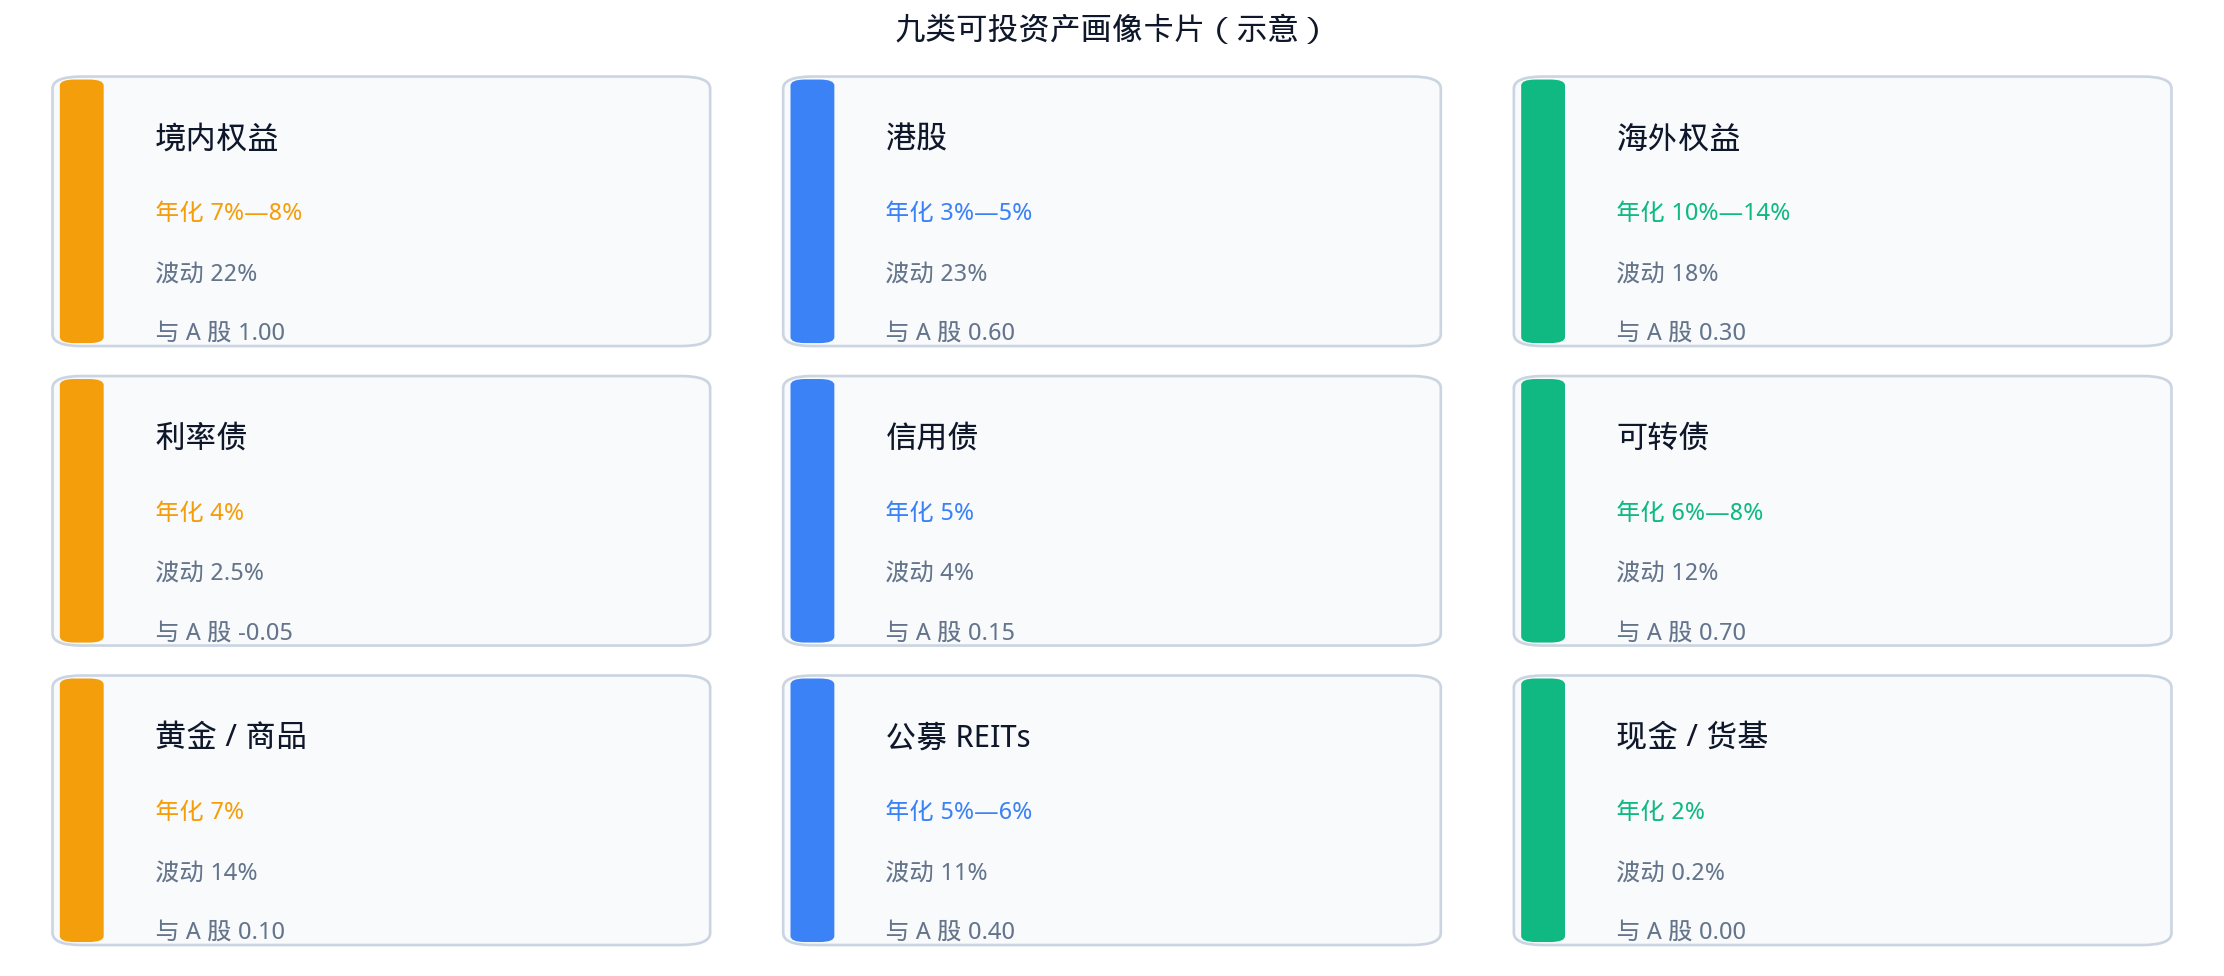 九类可投资产画像卡片（示意）
境内权益
年化 7%—8%
波动 22%
与 A 股 1.00
港股
年化 3%—5%
波动 23%
与 A 股 0.60
海外权益
年化 10%—14%
波动 18%
与 A 股 0.30
利率债
年化 4%
波动 2.5%
与 A 股 -0.05
信用债
年化 5%
波动 4%
与 A 股 0.15
可转债
年化 6%—8%
波动 12%
与 A 股 0.70
黄金 / 商品
年化 7%
波动 14%
与 A 股 0.10
公募 REITs
年化 5%—6%
波动 11%
与 A 股 0.40
现金 / 货基
年化 2%
波动 0.2%
与 A 股 0.00